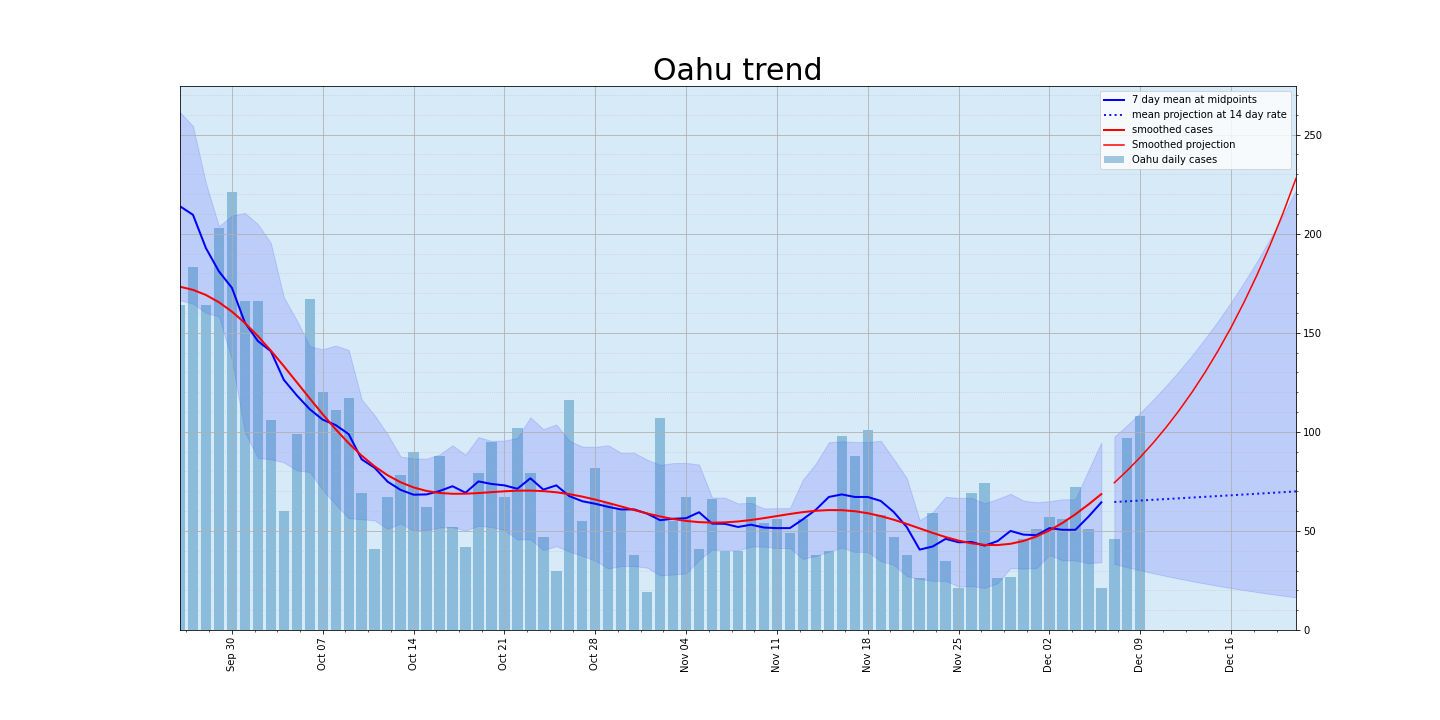 Oahu trend
7 day mean at midpoints
mean projection at 14 day rate
smoothed cases
Smoothed projection
Oahu daily cases
250
200
150
100
50
0
Sep 30
Oct 07
Oct 14
Oct 21
Oct 28
Nov 04
Nov 11
Nov 18
Nov 25
Dec 02
Dec 09
Dec 16